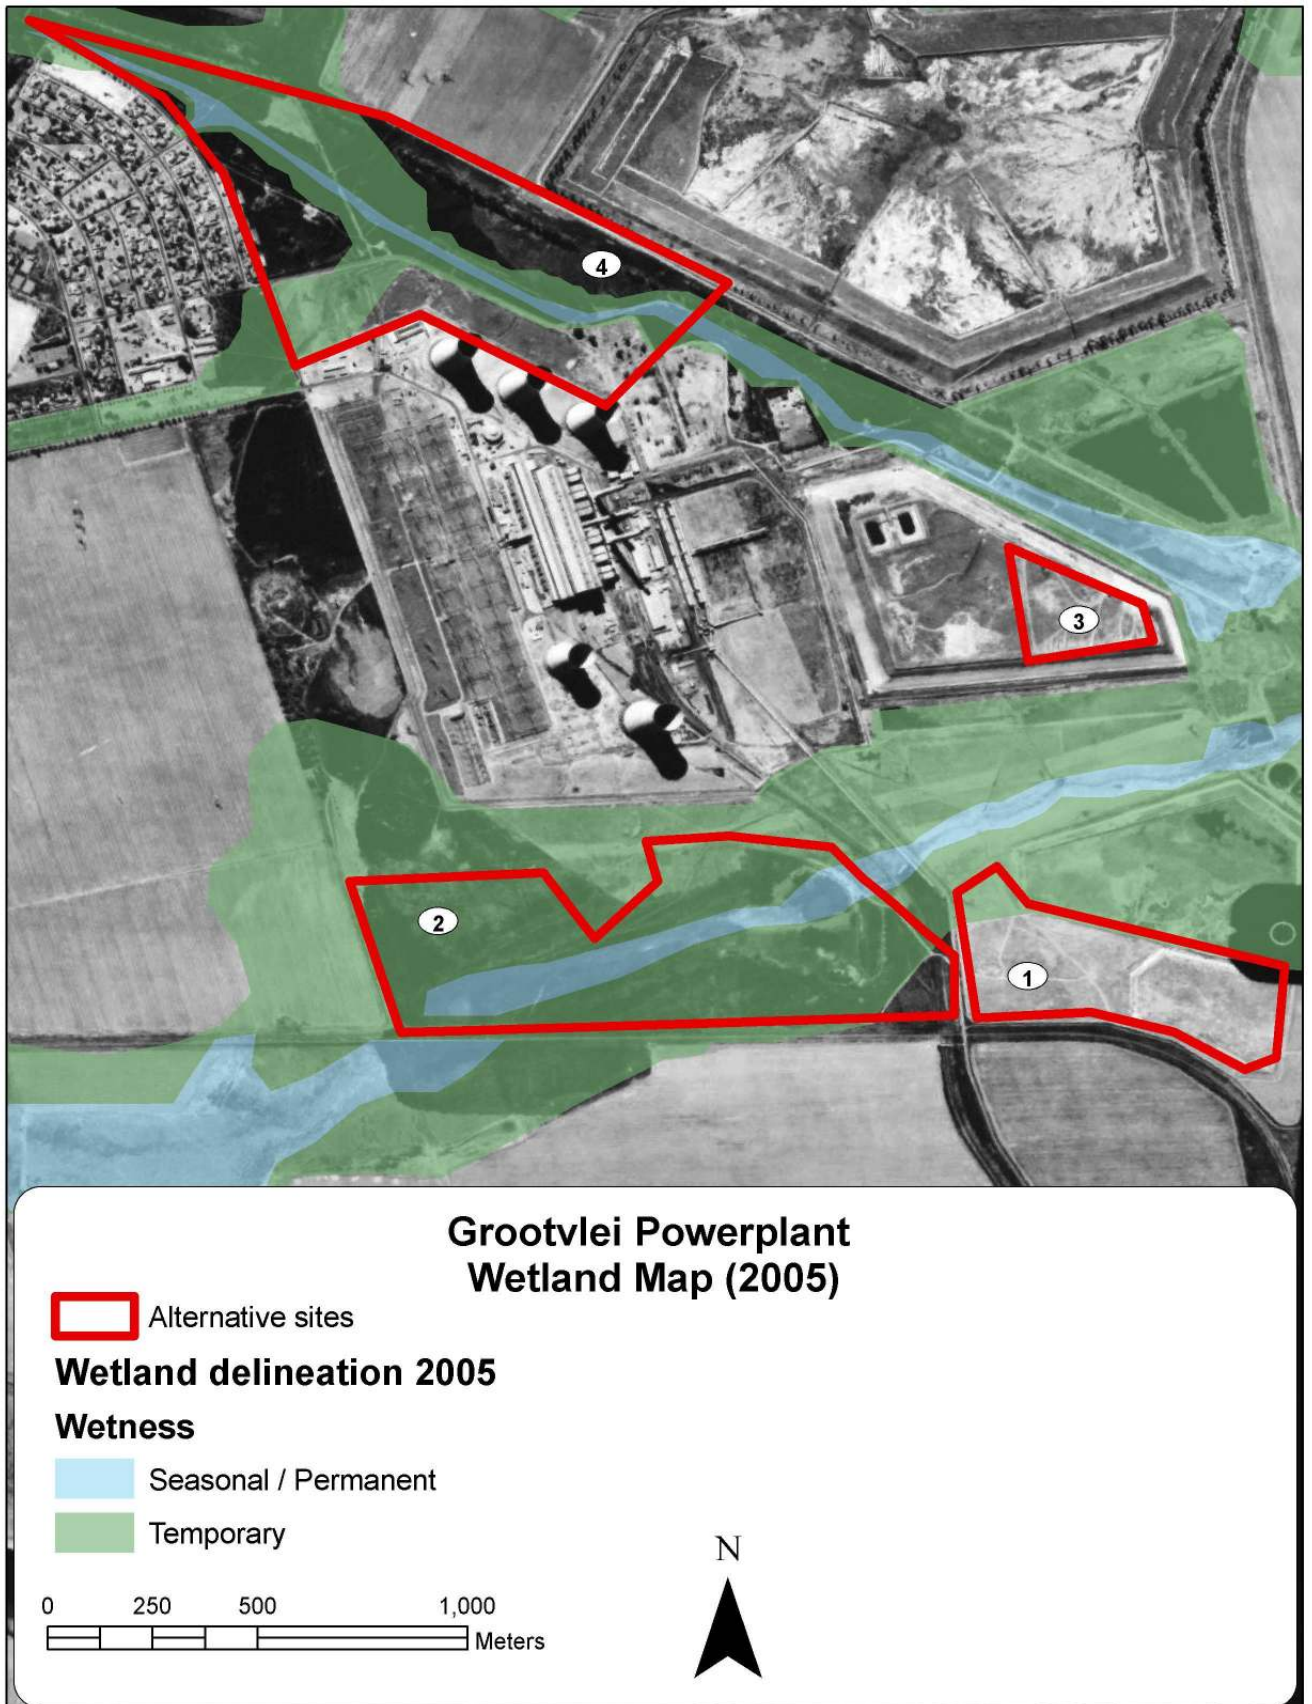 4
3
2
1
Grootvlei Powerplant
Wetland Map (2005)
Alternative sites
Wetland delineation 2005
Wetness
Seasonal / Permanent
Temporary
N
0 250 500 1,000
Meters